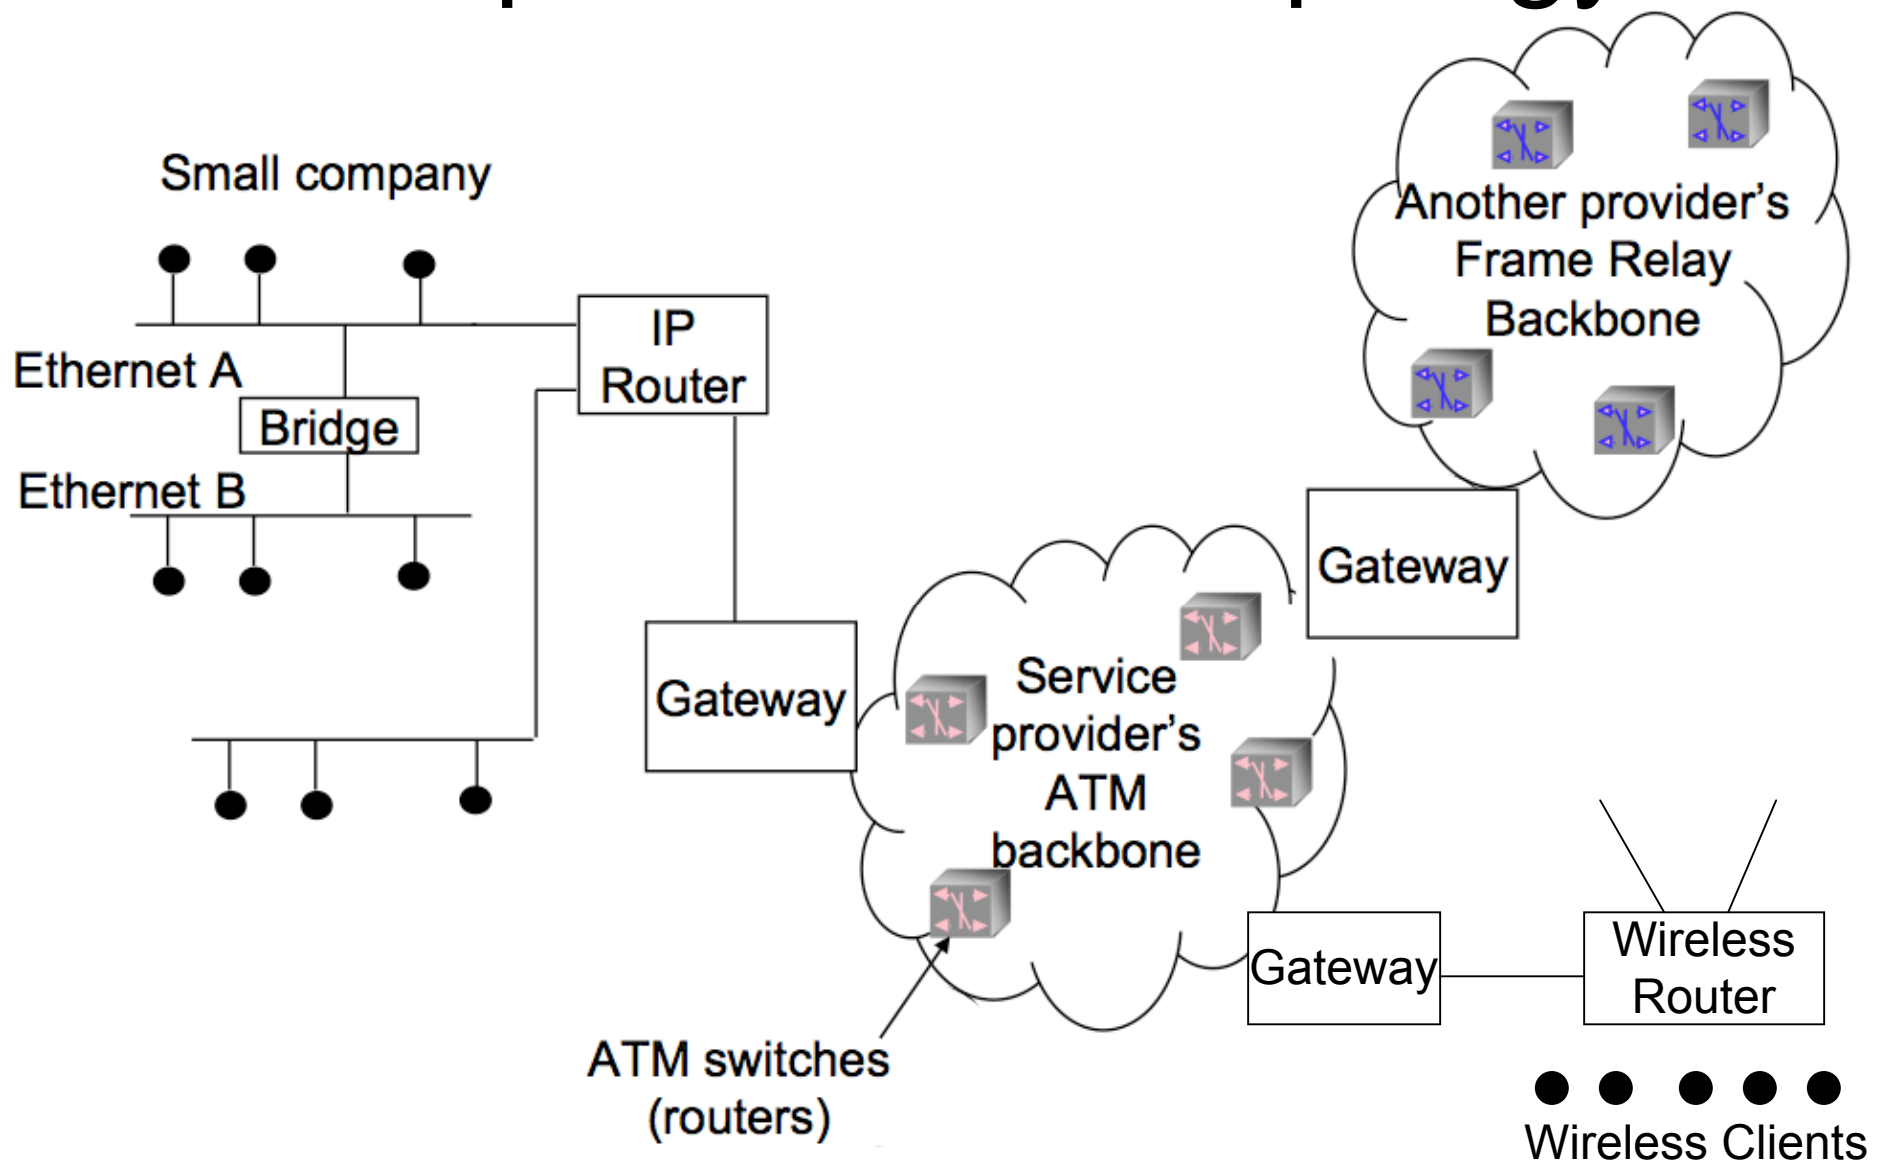 Small company
Ethernet A
Bridge
Ethernet B
IP
Router
Gateway
Service
provider's
ATM
backbone
ATM switches
(routers)
Another provider's
Frame Relay
Backbone
Gateway
Gateway
Wireless
Router
Wireless Clients